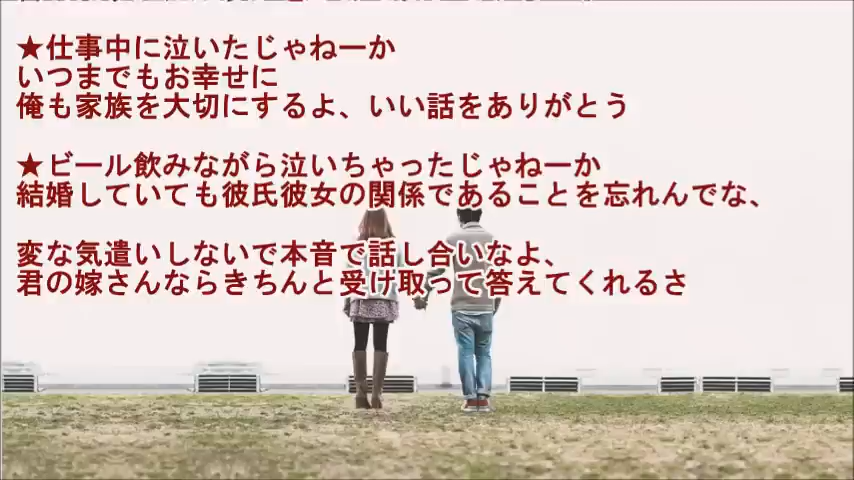 ★仕事中に泣いたじゃねーか
いつまでもお幸せに
俺も家族を大切にするよ、いい話をありがとう
★ビール飲みながら泣いちゃったじゃねーか
結婚していても彼氏彼女の関係であることを忘れんでな、
変な気遣いしないで本音で話し合いなよ、
君の嫁さんならきちんと受け取って答えてくれるさ